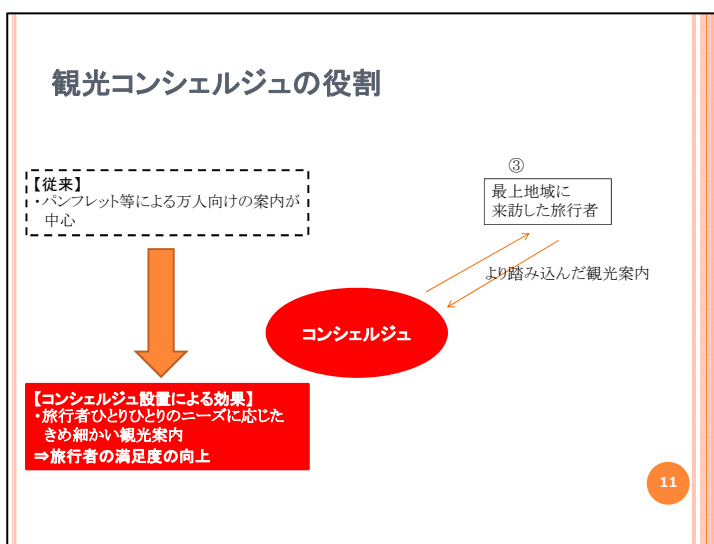 観光コンシェルジュの役割
【従来】
・パンフレット等による万人向けの案内が
中心
③
最上地域に
来訪した旅行者
より踏み込んだ観光案内
コンシェルジュ
【コンシェルジュ設置による効果】
・旅行者ひとりひとりのニーズに応じた
きめ細かい観光案内
⇒旅行者の満足度の向上
11